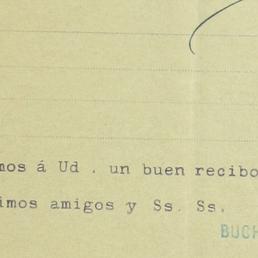 mos á Ud . un buen recibo
imos amigos y Ss. Ss.
BUCH